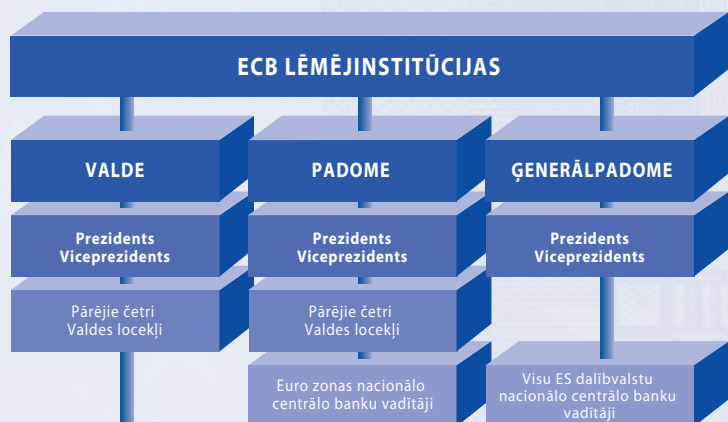 ECB LĒMĒJINSTITŪCIJAS
VALDE
Prezidents
Viceprezidents
Pārējie četri
Valdes locekļi
PADOME
Prezidents
Viceprezidents
Pārējie četri
Valdes locekļi
Euro zonas nacionālo
centrālo banku vadītāji
ĢENERĀLPADOME
Prezidents
Viceprezidents
Visu ES dalībvalstu
nacionālo centrālo banku
vadītāji